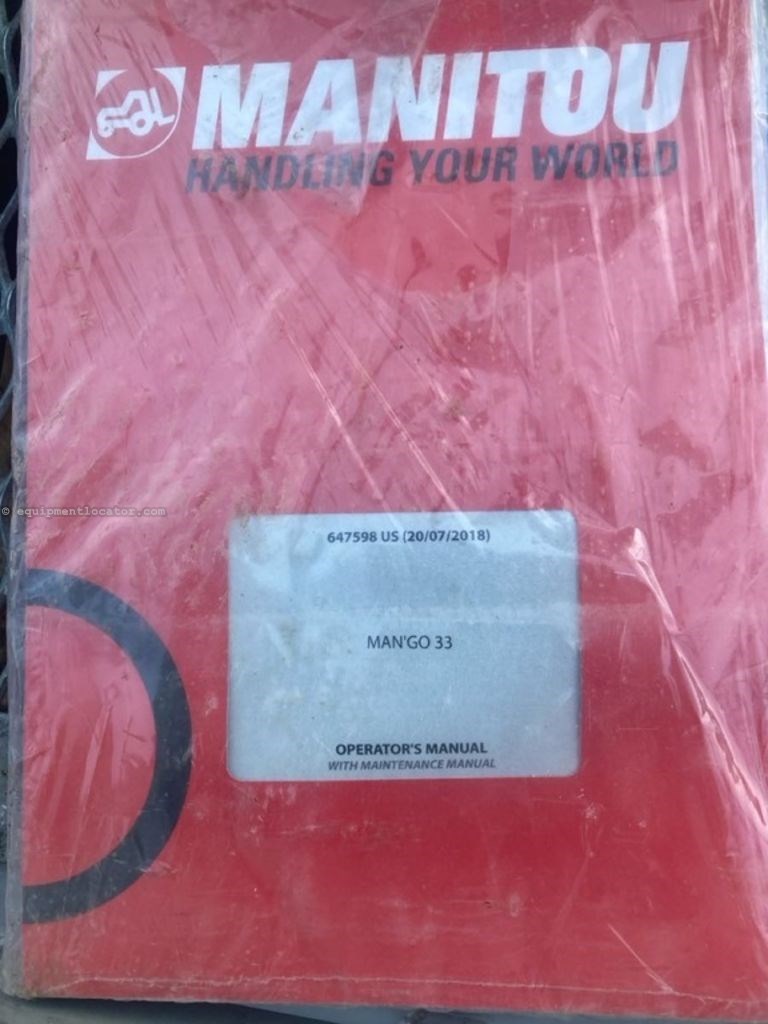 MANITOU
HANDLING YOUR WORLD
© equipmentlocator.com
647598 US (20/07/2018)
MAN'GO 33
OPERATOR'S MANUAL
WITH MAINTENANCE MANUAL